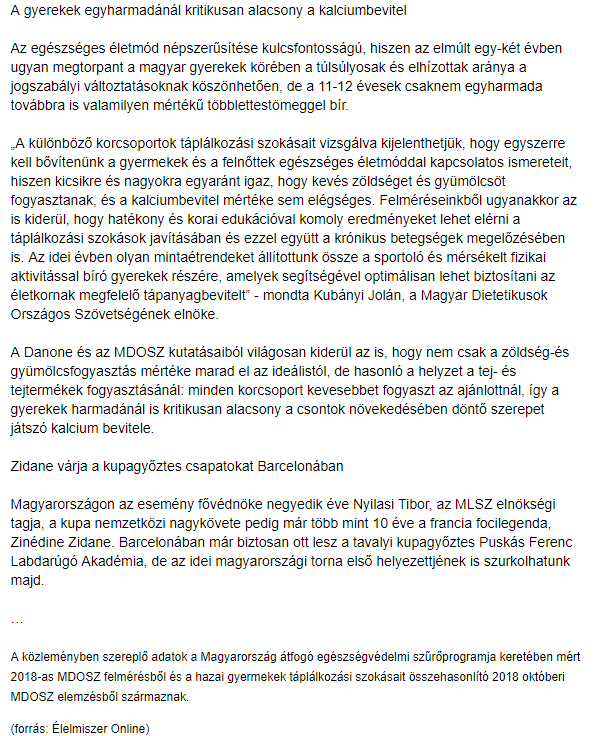 A gyerekek egyharmadánál kritikusan alacsony a kalciumbevitel
Az egészséges életmód népszerűsítése kulcsfontosságú, hiszen az elmúlt egy-két évben
ugyan megtorpant a magyar gyerekek körében a túlsúlyosak és elhízottak aránya a
jogszabályi változtatásoknak köszönhetően, de a 11-12 évesek csaknem egyharmada
továbbra is valamilyen mértékű többlettestömeggel bír.
„A különböző korcsoportok táplálkozási szokásait vizsgálva kijelenthetjük, hogy egyszerre
kell bővítenünk a gyermekek és a felnőttek egészséges életmóddal kapcsolatos ismereteit,
hiszen kicsikre és nagyokra egyaránt igaz, hogy kevés zöldséget és gyümölcsöt
fogyasztanak, és a kalciumbevitel mértéke sem elégséges. Felméréseinkből ugyanakkor az
is kiderül, hogy hatékony és korai edukációval komoly eredményeket lehet elérni a
táplálkozási szokások javításában és ezzel együtt a krónikus betegségek megelőzésében
is. Az idei évben olyan mintaétrendeket állítottunk össze a sportoló és mérsékelt fizikai
aktivitással bíró gyerekek részére, amelyek segítségével optimálisan lehet biztosítani az
életkornak megfelelő tápanyagbevitelt” - mondta Kubányi Jolán, a Magyar Dietetikusok
Országos Szövetségének elnöke.
A Danone és az MDOSZ kutatásaiból világosan kiderül az is, hogy nem csak a zöldség-és
gyümölcsfogyasztás mértéke marad el az ideálistól, de hasonló a helyzet a tej- és
tejtermékek fogyasztásánál: minden korcsoport kevesebbet fogyaszt az ajánlottnál, így a
gyerekek harmadánál is kritikusan alacsony a csontok növekedésében döntő szerepet
játszó kalcium bevitele.
Zidane várja a kupagyőztes csapatokat Barcelonában
Magyarországon az esemény fővédnöke negyedik éve Nyilasi Tibor, az MLSZ elnökségi
tagja, a kupa nemzetközi nagykövete pedig már több mint 10 éve a francia focilegenda,
Zinédine Zidane. Barcelonában már biztosan ott lesz a tavalyi kupagyőztes Puskás Ferenc
Labdarúgó Akadémia, de az idei magyarországi torna első helyezettjének is szurkolhatunk
majd.
…
A közleményben szereplő adatok a Magyarország átfogó egészségvédelmi szűrőprogramja keretében mért
2018-as MDOSZ felmérésből és a hazai gyermekek táplálkozási szokásait összehasonlító 2018 októberi
MDOSZ elemzésből származnak.
(forrás: Élelmiszer Online)